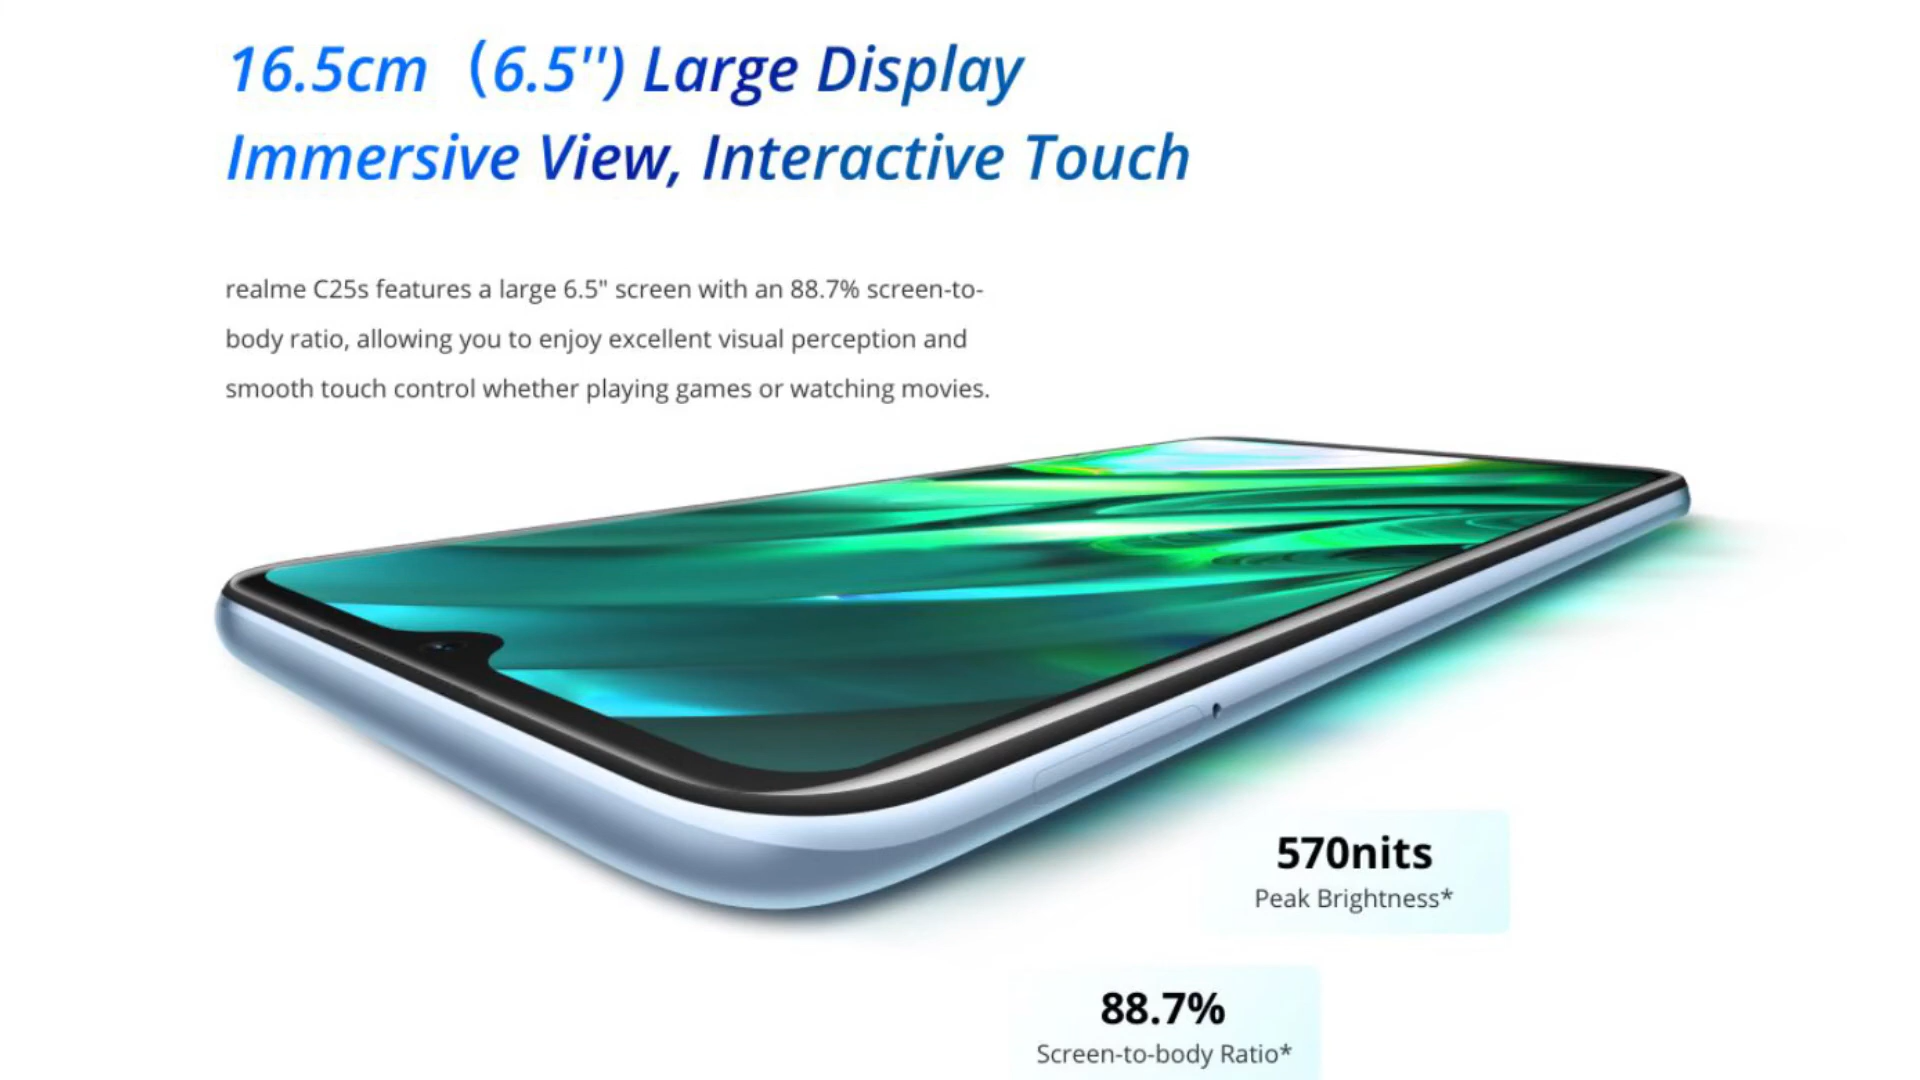 16.5cm（6.5") Large Display
Immersive View, Interactive Touch
realme C25s features a large 6.5" screen with an 88.7% screen-to-
body ratio, allowing you to enjoy excellent visual perception and
smooth touch control whether playing games or watching movies.
570nits
Peak Brightness*
88.7%
Screen-to-body Ratio*